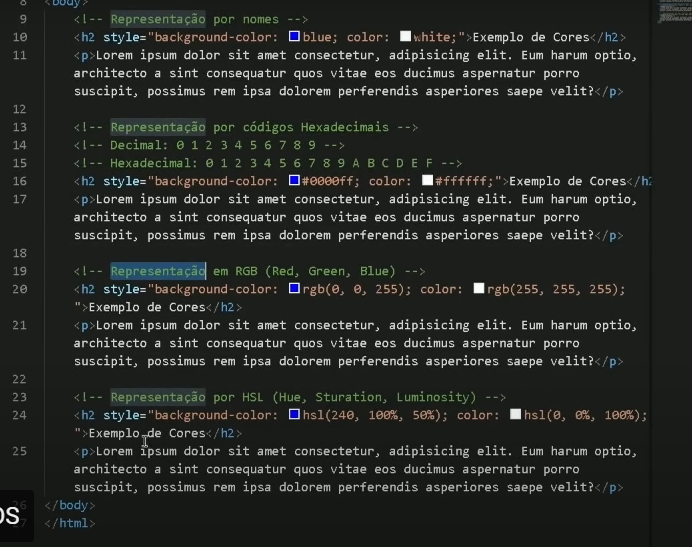 8 <body>
9 <!-- Representação por nomes -->
10 <h2 style="background-color: blue; color: white;">Exemplo de Cores</h2>
11 <p>Lorem ipsum dolor sit amet consectetur, adipisicing elit. Eum harum optio,
architecto a sint consequatur quos vitae eos ducimus aspernatur porro
suscipit, possimus rem ipsa dolorem perferendis asperiores saepe velit?</p>
12
13 <!-- Representação por códigos Hexadecimais -->
14 <!-- Decimal: 0 1 2 3 4 5 6 7 8 9 -->
15 <!-- Hexadecimal: 0 1 2 3 4 5 6 7 8 9 A B C D E F -->
16 <h2 style="background-color: #0000ff; color: #ffffff;">Exemplo de Cores</h2
17 <p>Lorem ipsum dolor sit amet consectetur, adipisicing elit. Eum harum optio,
architecto a sint consequatur quos vitae eos ducimus aspernatur porro
suscipit, possimus rem ipsa dolorem perferendis asperiores saepe velit?</p>
18
19 <!-- Representação em RGB (Red, Green, Blue) -->
20 <h2 style="background-color: rgb(0, 0, 255); color: rgb(255, 255, 255);
">Exemplo de Cores</h2>
21 <p>Lorem ipsum dolor sit amet consectetur, adipisicing elit. Eum harum optio,
architecto a sint consequatur quos vitae eos ducimus aspernatur porro
suscipit, possimus rem ipsa dolorem perferendis asperiores saepe velit?</p>
22
23 <!-- Representação por HSL (Hue, Sturation, Luminosity) -->
24 <h2 style="background-color: hsl(240, 100%, 50%); color: hsl(0, 0%, 100%);
">Exemplo de Cores</h2>
25 <p>Lorem ipsum dolor sit amet consectetur, adipisicing elit. Eum harum optio,
architecto a sint consequatur quos vitae eos ducimus aspernatur porro
suscipit, possimus rem ipsa dolorem perferendis asperiores saepe velit?</p>
26 </body>
OS
27 </html>